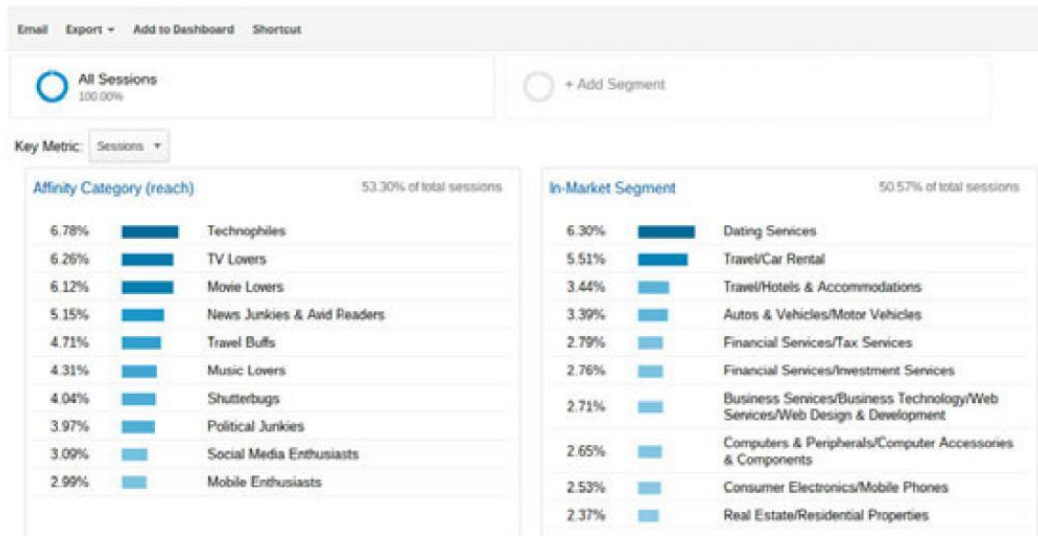 Email Export Add to Dashboard Shortcut
All Sessions
100.00%
+ Add Segment
Key Metric: Sessions
Affinity Category (reach) 53.30% of total sessions
6.78% Technophiles
6.26% TV Lovers
6.12% Movie Lovers
5.15% News Junkies & Avid Readers
4.71% Travel Buffs
4.31% Music Lovers
4.04% Shutterbugs
3.97% Political Junkies
3.09% Social Media Enthusiasts
2.99% Mobile Enthusiasts
In-Market Segment 50.57% of total sessions
6.30% Dating Services
5.51% Travel/Car Rental
3.44% Travel/Hotels & Accommodations
3.39% Autos & Vehicles/Motor Vehicles
2.79% Financial Services/Tax Services
2.76% Financial Services/Investment Services
2.71% Business Services/Business Technology/Web
Services/Web Design & Development
2.65% Computers & Peripherals/Computer Accessories
& Components
2.53% Consumer Electronics/Mobile Phones
2.37% Real Estate/Residential Properties